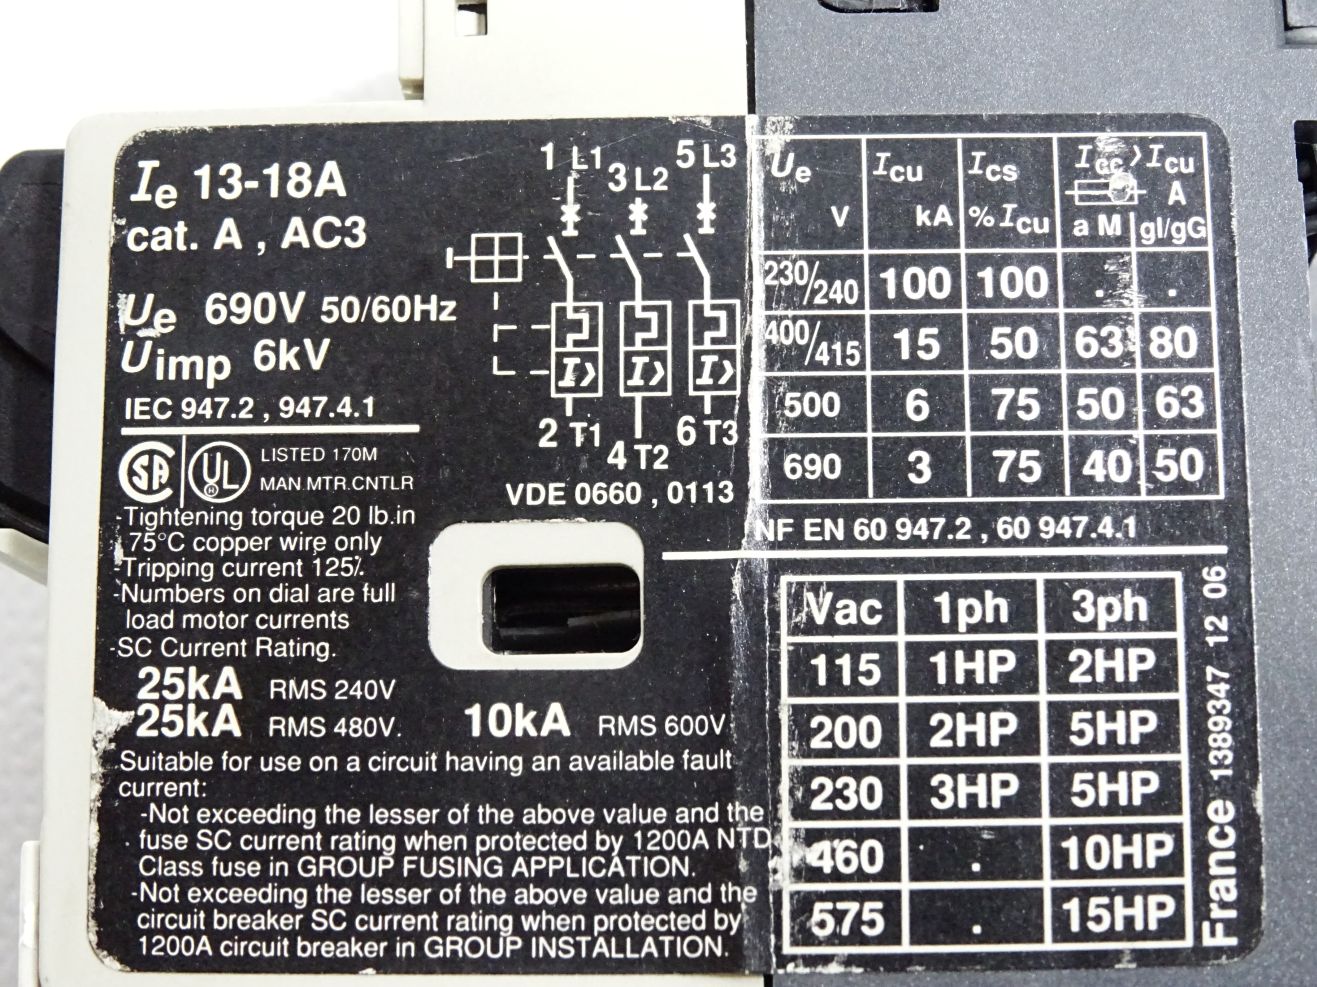 Ie 13-18A
cat. A , AC3
Ue 690V 50/60Hz
Uimp 6kV
IEC 947.2 , 947.4.1
SA UL LISTED 170M
MAN.MTR.CNTLR
-Tightening torque 20 lb.in
75°C copper wire only
-Tripping current 125%
-Numbers on dial are full
load motor currents
-SC Current Rating.
25kA RMS 240V
25kA RMS 480V. 10kA RMS 600V
Suitable for use on a circuit having an available fault
current:
-Not exceeding the lesser of the above value and the
fuse SC current rating when protected by 1200A NTD
Class fuse in GROUP FUSING APPLICATION.
-Not exceeding the lesser of the above value and the
circuit breaker SC current rating when protected by
1200A circuit breaker in GROUP INSTALLATION.
1 L1 3 L2 5 L3
I> I> I>
2 T1 4 T2 6 T3
VDE 0660 , 0113
Ue Icu Ics Icc > Icu
A
V kA % Icu a M gl/gG
230/240 100 100 . .
400/415 15 50 63 80
500 6 75 50 63
690 3 75 40 50
NF EN 60 947.2 , 60 947.4.1
Vac 1ph 3ph
115 1HP 2HP
200 2HP 5HP
230 3HP 5HP
460 . 10HP
575 . 15HP
France 1389347 12 06